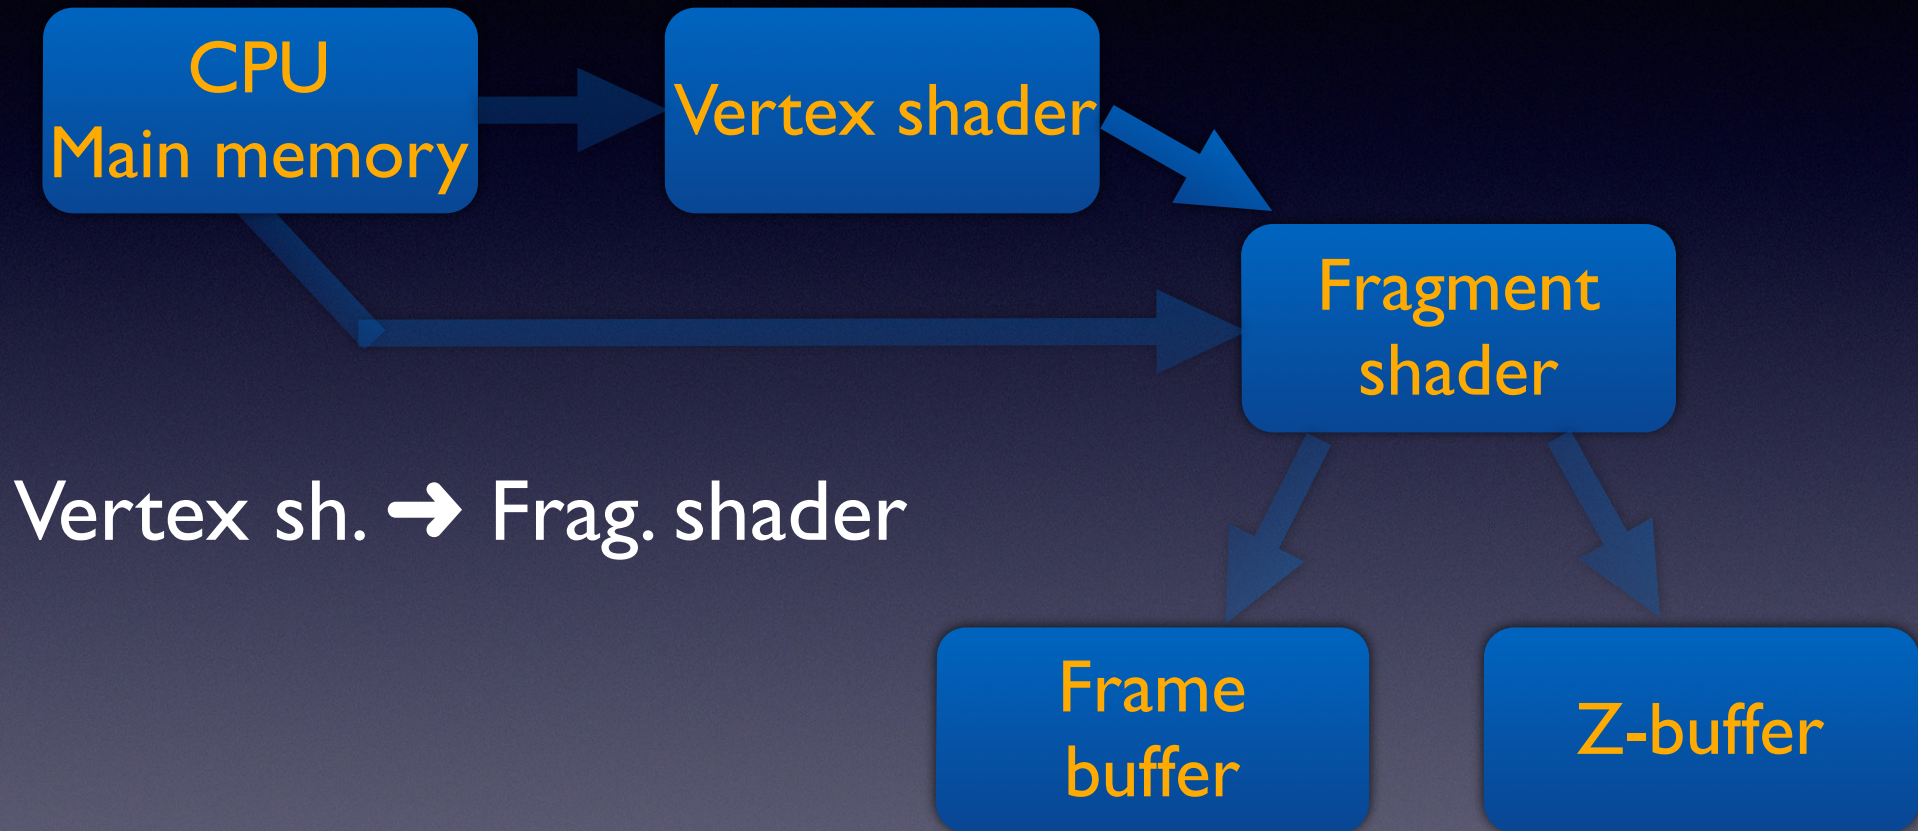 CPU
Main memory
Vertex shader
Fragment
shader
Vertex sh. ➜ Frag. shader
Frame
buffer
Z-buffer